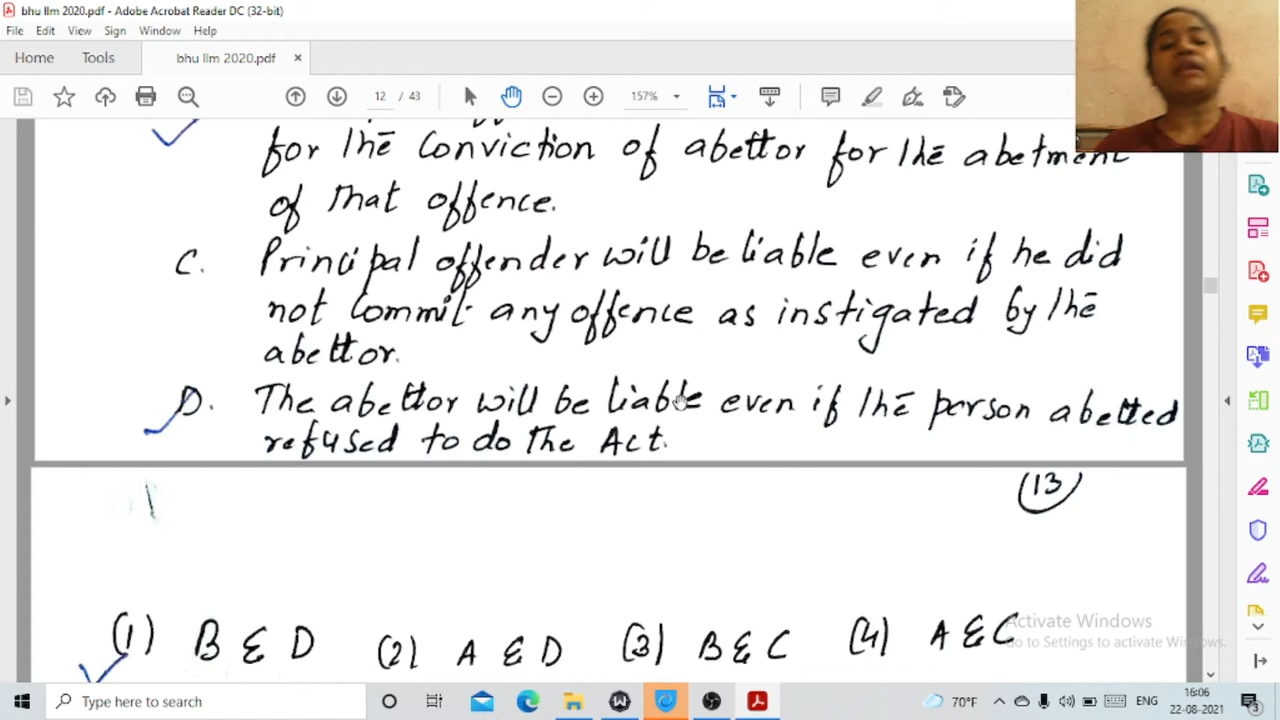 bhu llm 2020.pdf - Adobe Acrobat Reader DC (32-bit)
File Edit View Sign Window Help
Home Tools bhu llm 2020.pdf ×
12 / 43 157%
for the Conviction of abettor for the abetment
of that offence.
C. Principal offender will be liable even if he did
not Commit any offence as instigated by the
abettor.
D. The abettor will be liable even if the person abetted
refused to do the Act.
13
(1) B & D (2) A & D (3) B & C (4) A & C
Activate Windows
Go to Settings to activate Windows.
Type here to search 70°F ENG 16:06
22-08-2021
3